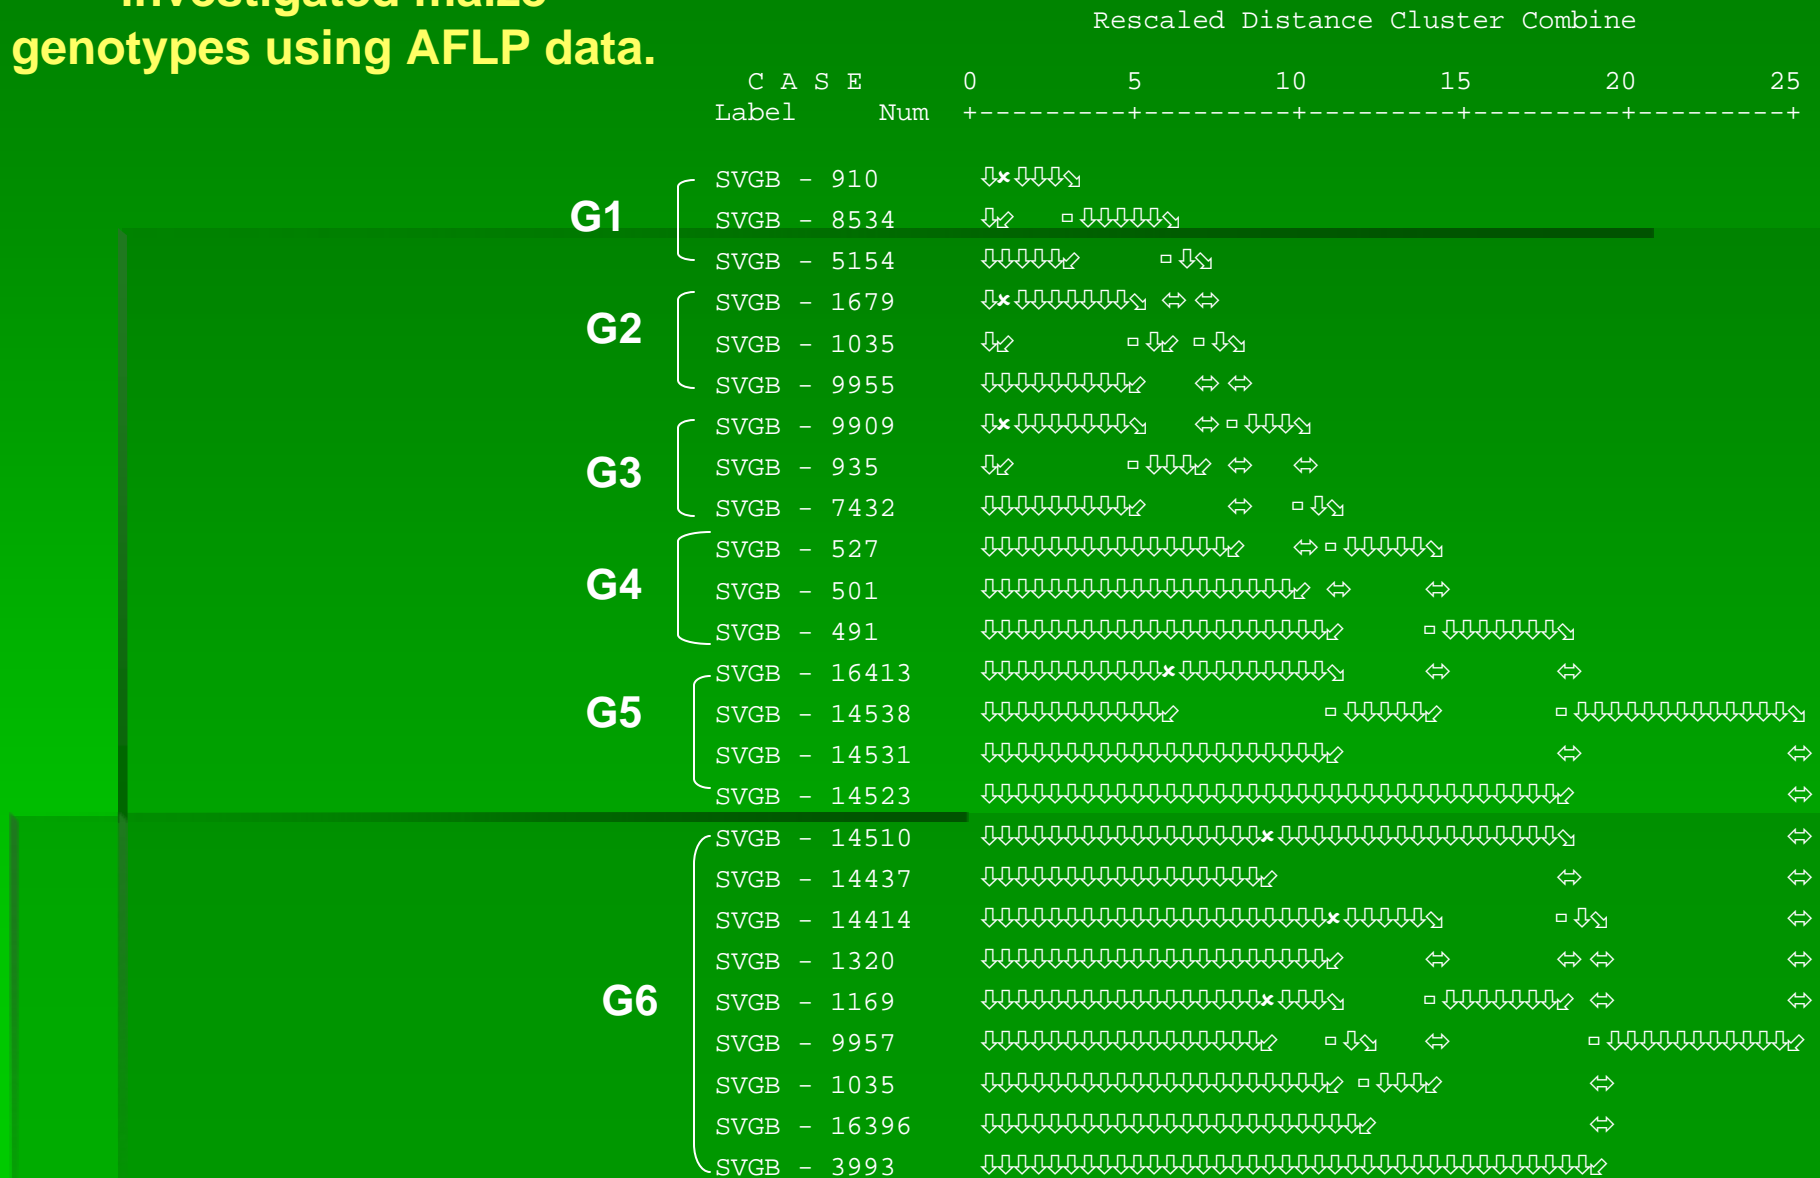 investigated maize
genotypes using AFLP data.
Rescaled Distance Cluster Combine
C A S E 0 5 10 15 20 25
Label Num +---------+---------+---------+---------+---------+
SVGB - 910
G1
SVGB - 8534
SVGB - 5154
SVGB - 1679
G2
SVGB - 1035
SVGB - 9955
SVGB - 9909
G3
SVGB - 935
SVGB - 7432
SVGB - 527
G4
SVGB - 501
SVGB - 491
SVGB - 16413
G5
SVGB - 14538
SVGB - 14531
SVGB - 14523
SVGB - 14510
SVGB - 14437
SVGB - 14414
SVGB - 1320
G6
SVGB - 1169
SVGB - 9957
SVGB - 1035
SVGB - 16396
SVGB - 3993